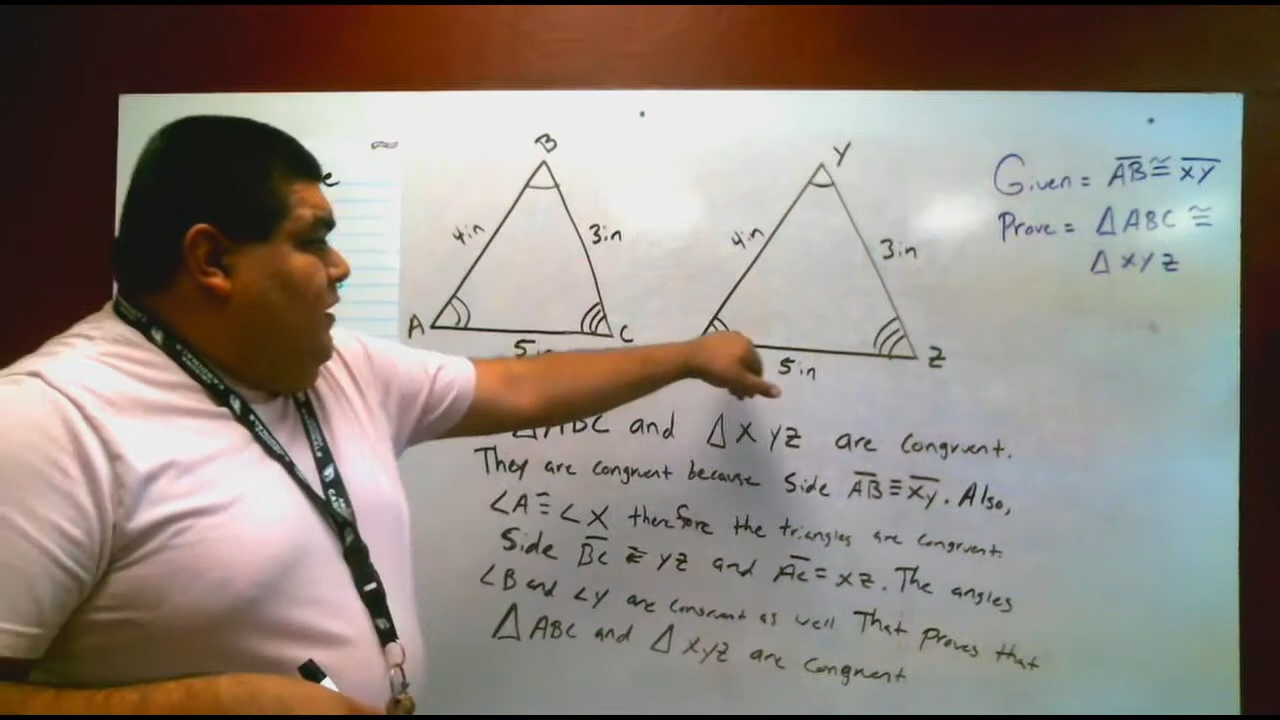 B
Y
Given = AB ≅ XY
4in
3in
4in
3in
Prove = △ ABC ≅
△ XYZ
A
C
Z
5in
△ABC and △XYZ are congruent.
They are congruent because Side AB ≅ XY. Also,
∠A ≅ ∠X therefore the triangles are congruent.
Side BC ≅ YZ and AC = XZ. The angles
∠B and ∠Y are congruent as well That proves that
△ ABC and △ XYZ are congruent